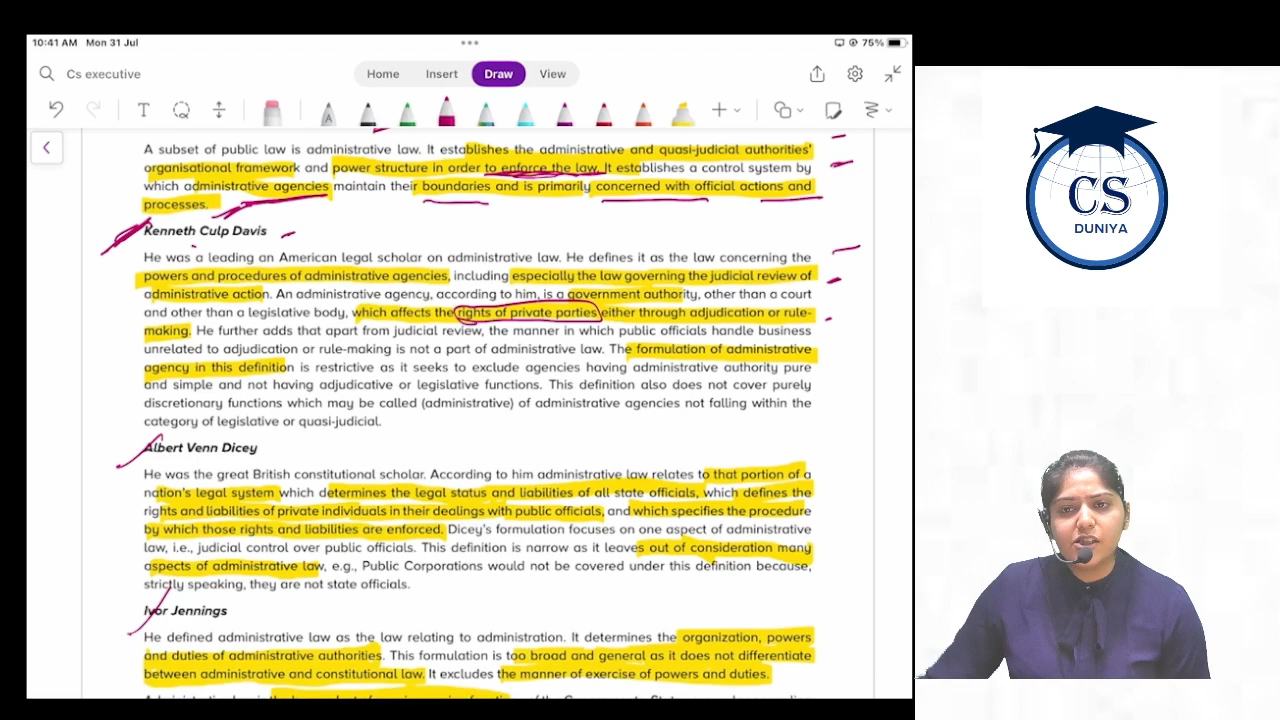 10:41 AM Mon 31 Jul
75%
Cs executive
Home Insert Draw View
T
A
A subset of public law is administrative law. It establishes the administrative and quasi-judicial authorities'
organisational framework and power structure in order to enforce the law. It establishes a control system by
which administrative agencies maintain their boundaries and is primarily concerned with official actions and
processes.
Kenneth Culp Davis
He was a leading an American legal scholar on administrative law. He defines it as the law concerning the
powers and procedures of administrative agencies, including especially the law governing the judicial review of
administrative action. An administrative agency, according to him, is a government authority, other than a court
and other than a legislative body, which affects the rights of private parties either through adjudication or rule-
making. He further adds that apart from judicial review, the manner in which public officials handle business
unrelated to adjudication or rule-making is not a part of administrative law. The formulation of administrative
agency in this definition is restrictive as it seeks to exclude agencies having administrative authority pure
and simple and not having adjudicative or legislative functions. This definition also does not cover purely
discretionary functions which may be called (administrative) of administrative agencies not falling within the
category of legislative or quasi-judicial.
Albert Venn Dicey
He was the great British constitutional scholar. According to him administrative law relates to that portion of a
nation's legal system which determines the legal status and liabilities of all state officials, which defines the
rights and liabilities of private individuals in their dealings with public officials, and which specifies the procedure
by which those rights and liabilities are enforced. Dicey's formulation focuses on one aspect of administrative
law, i.e., judicial control over public officials. This definition is narrow as it leaves out of consideration many
aspects of administrative law, e.g., Public Corporations would not be covered under this definition because,
strictly speaking, they are not state officials.
Ivor Jennings
He defined administrative law as the law relating to administration. It determines the organization, powers
and duties of administrative authorities. This formulation is too broad and general as it does not differentiate
between administrative and constitutional law. It excludes the manner of exercise of powers and duties.
CS
DUNIYA